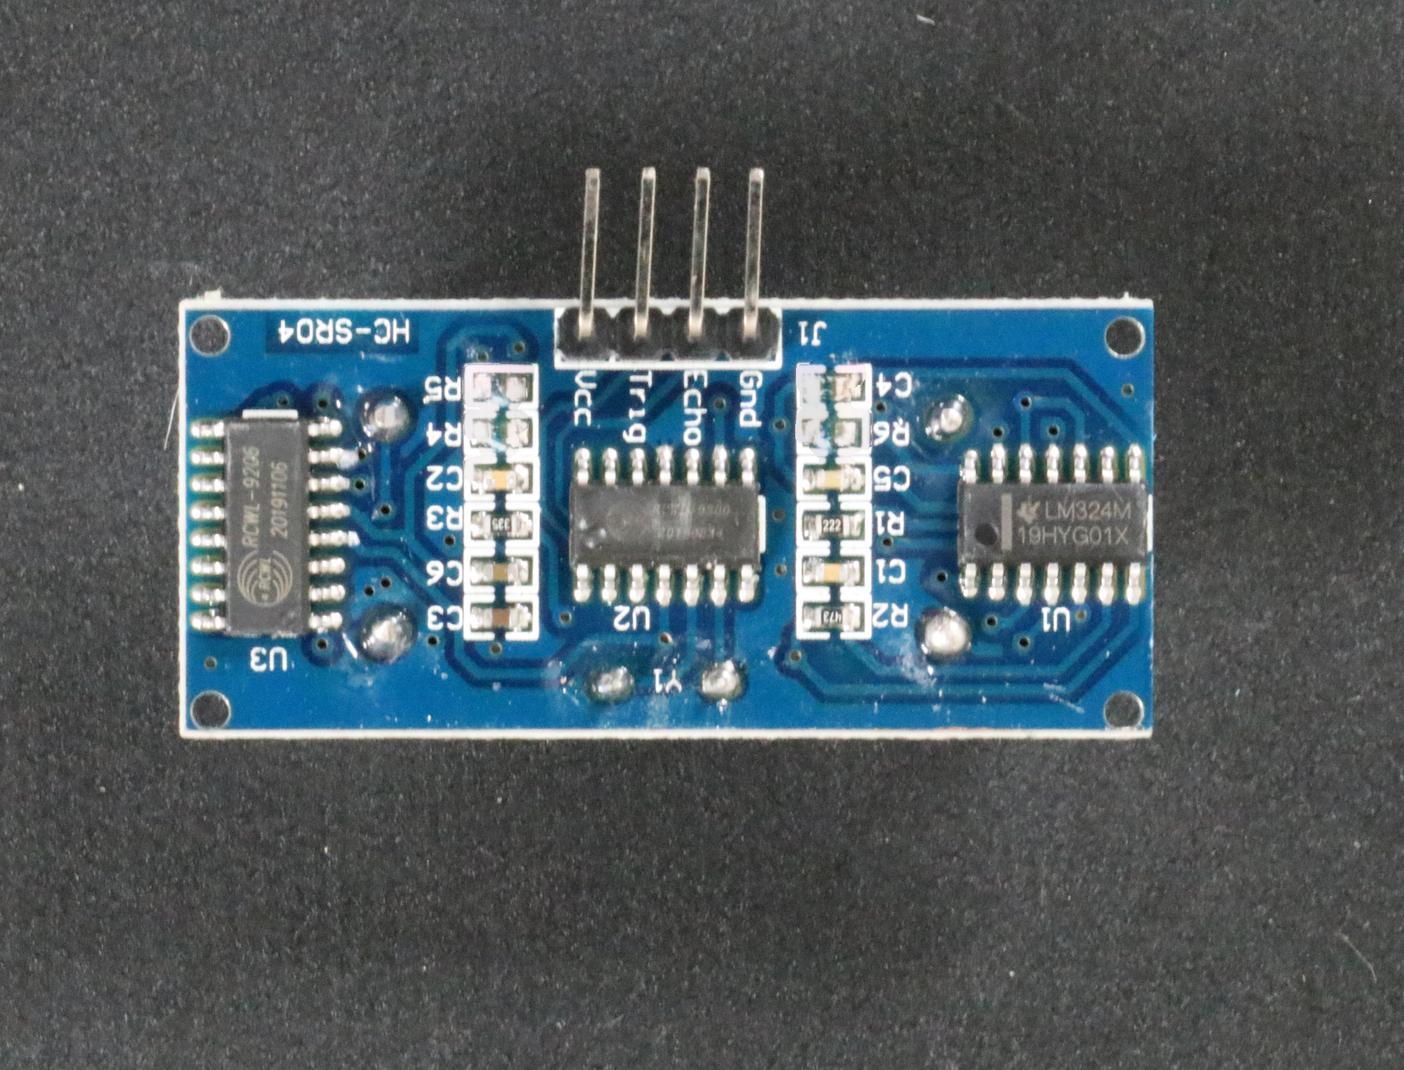 HC-SR04
J1
Vcc
Trig
Echo
Gnd
R5
R4
C2
R3
C6
C3
C4
R6
C5
R1
C1
R2
335
222
473
RCWL-9206
20191106
RCWL
LM324M
19HYG01X
U3
U2
U1
Y1